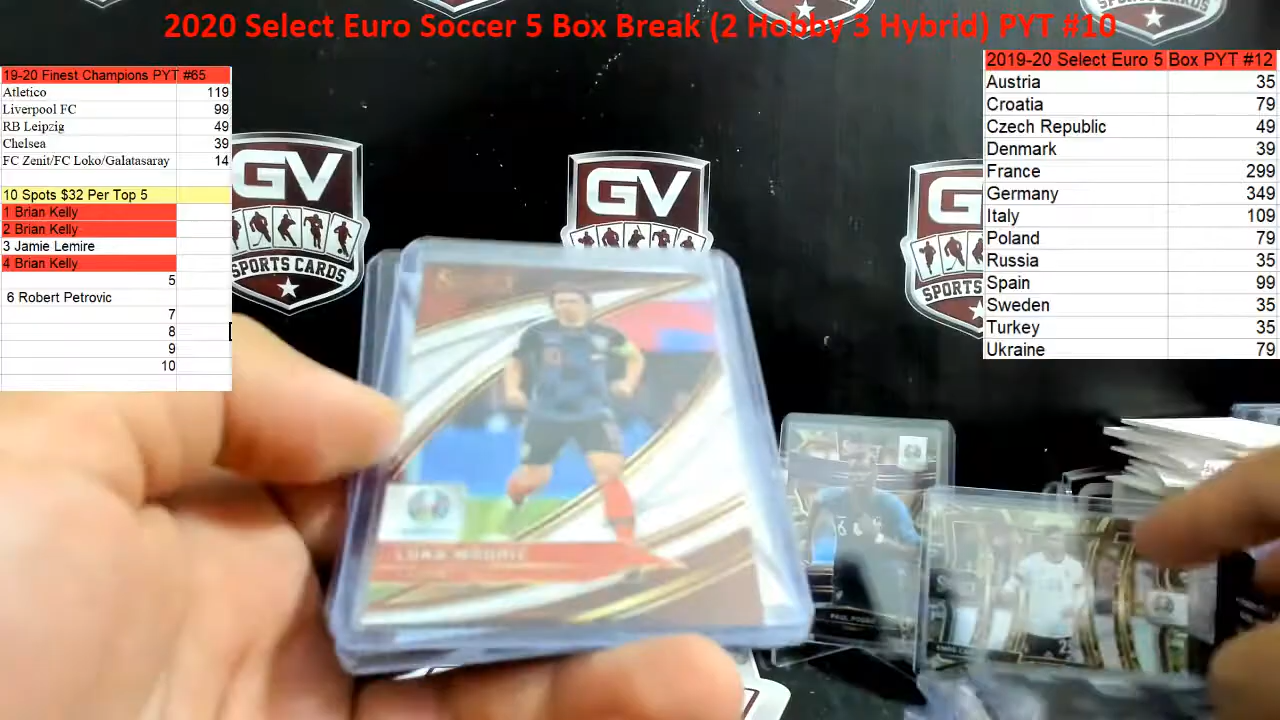 2020 Select Euro Soccer 5 Box Break (2 Hobby 3 Hybrid) PYT #10
19-20 Finest Champions PYT #65
Atletico 119
Liverpool FC 99
RB Leipzig 49
Chelsea 39
FC Zenit/FC Loko/Galatasaray 14
10 Spots $32 Per Top 5
1 Brian Kelly
2 Brian Kelly
3 Jamie Lemire
4 Brian Kelly
5
6 Robert Petrovic
7
8
9
10
2019-20 Select Euro 5 Box PYT #12
Austria 35
Croatia 79
Czech Republic 49
Denmark 39
France 299
Germany 349
Italy 109
Poland 79
Russia 35
Spain 99
Sweden 35
Turkey 35
Ukraine 79
GV
SPORTS CARDS
GV
G
SPORTS
CARDS
Select
LUKA MODRIC
PAUL POGBA